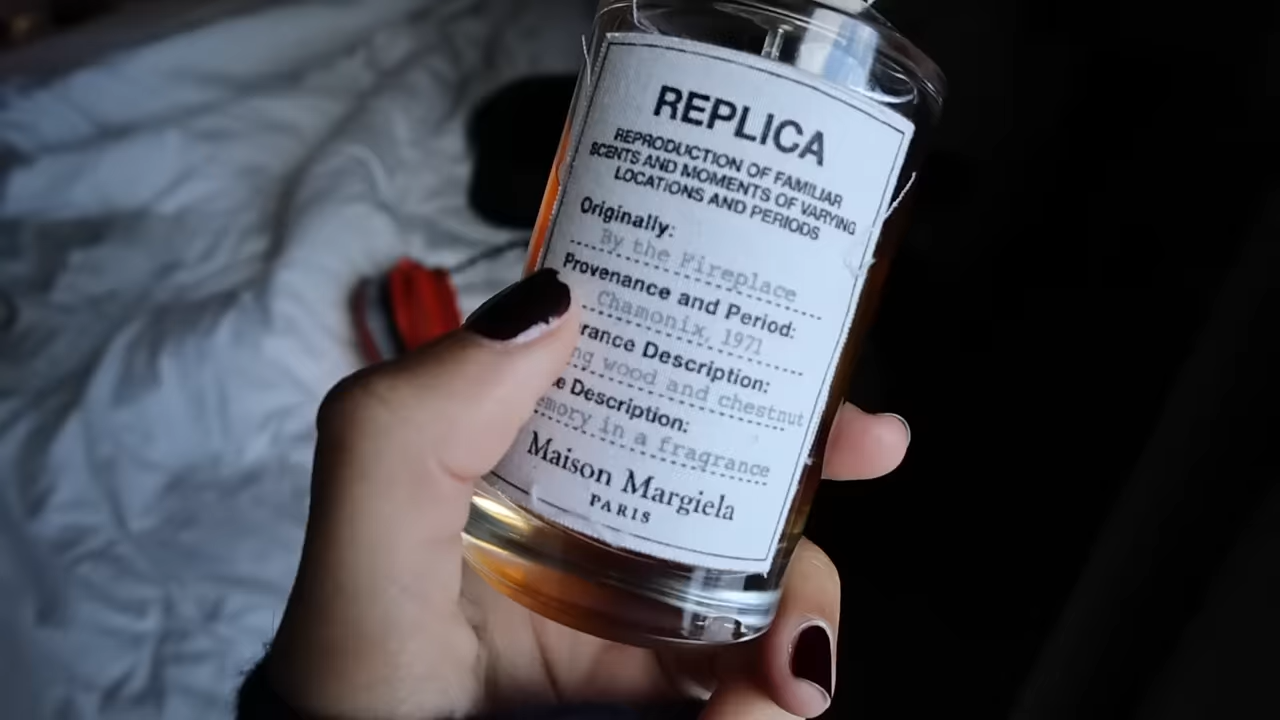 REPLICA
REPRODUCTION OF FAMILIAR
SCENTS AND MOMENTS OF VARYING
LOCATIONS AND PERIODS
Originally:
By the Fireplace
Provenance and Period:
Chamonix, 1971
rance Description:
ng wood and chestnut
Description:
emory in a fragrance
Maison Margiela
PARIS